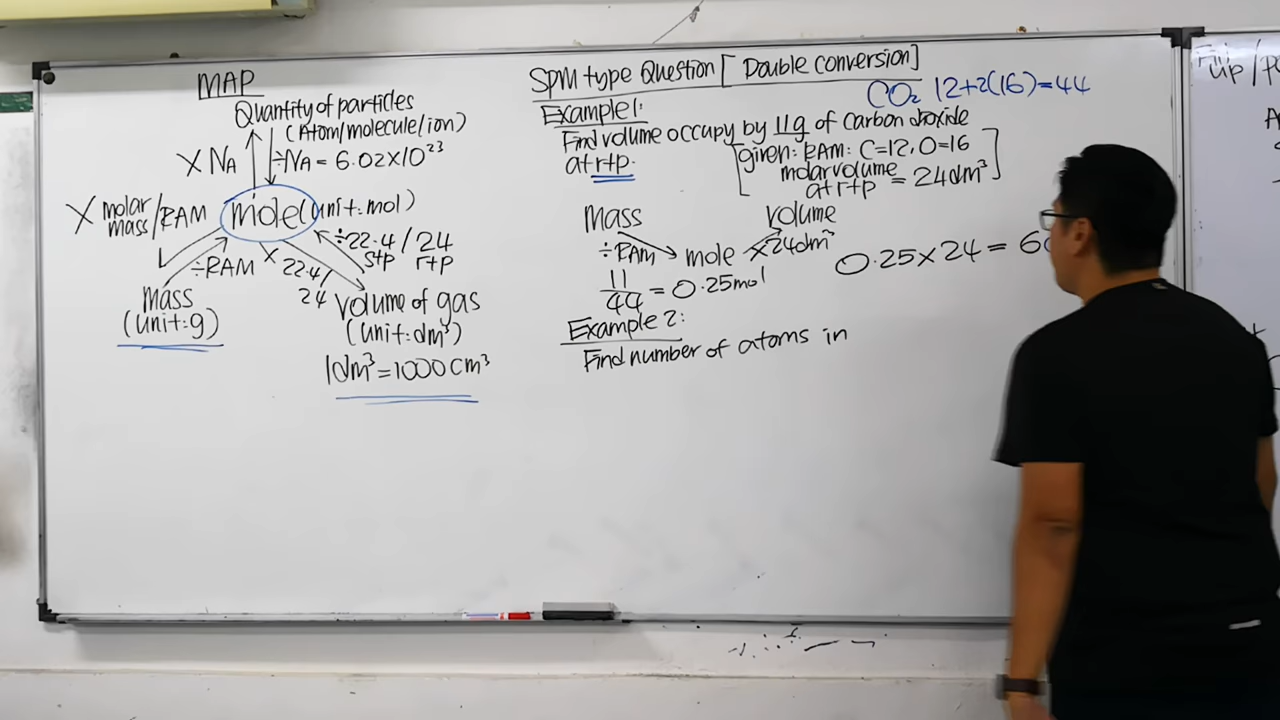 MAP
Quantity of particles
(Atom/molecule/ion)
× NA
÷NA = 6.02×10²³
× molar mass/RAM
mole (unit: mol)
÷RAM
× 22.4/24
÷22.4/24
stp rtp
Mass
(unit: g)
volume of gas
(unit: dm³)
1dm³ = 1000 cm³
SPM type Question [Double conversion]
Example 1:
CO₂ 12+2(16)=44
Find volume occupy by 11g of Carbon dioxide
at rtp.
[given: RAM: C=12, O=16
molar volume
at rtp = 24dm³]
Mass volume
÷RAM mole ×24dm³
11/44 = 0.25mol
0.25×24 = 6
Example 2:
Find number of atoms in
up